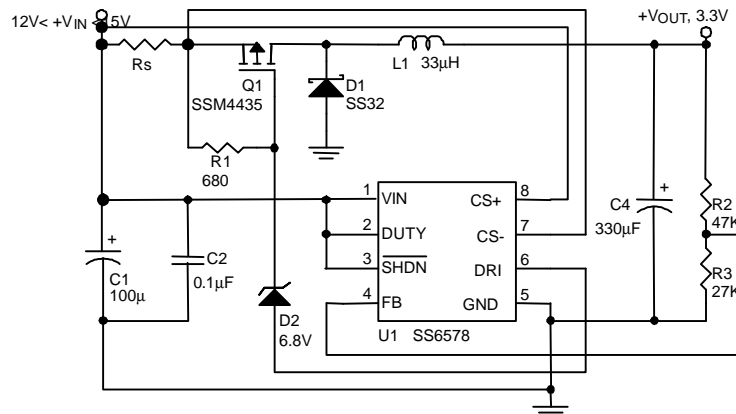 12V< +VIN <15V
+VOUT, 3.3V
Rs
L1
33μH
Q1
SSM4435
D1
SS32
R1
680
1
VIN
CS+
8
2
DUTY
CS-
7
3
SHDN
DRI
6
4
FB
GND
5
U1 SS6578
C4
330μF
R2
47K
R3
27K
C1
100μ
C2
0.1μF
D2
6.8V